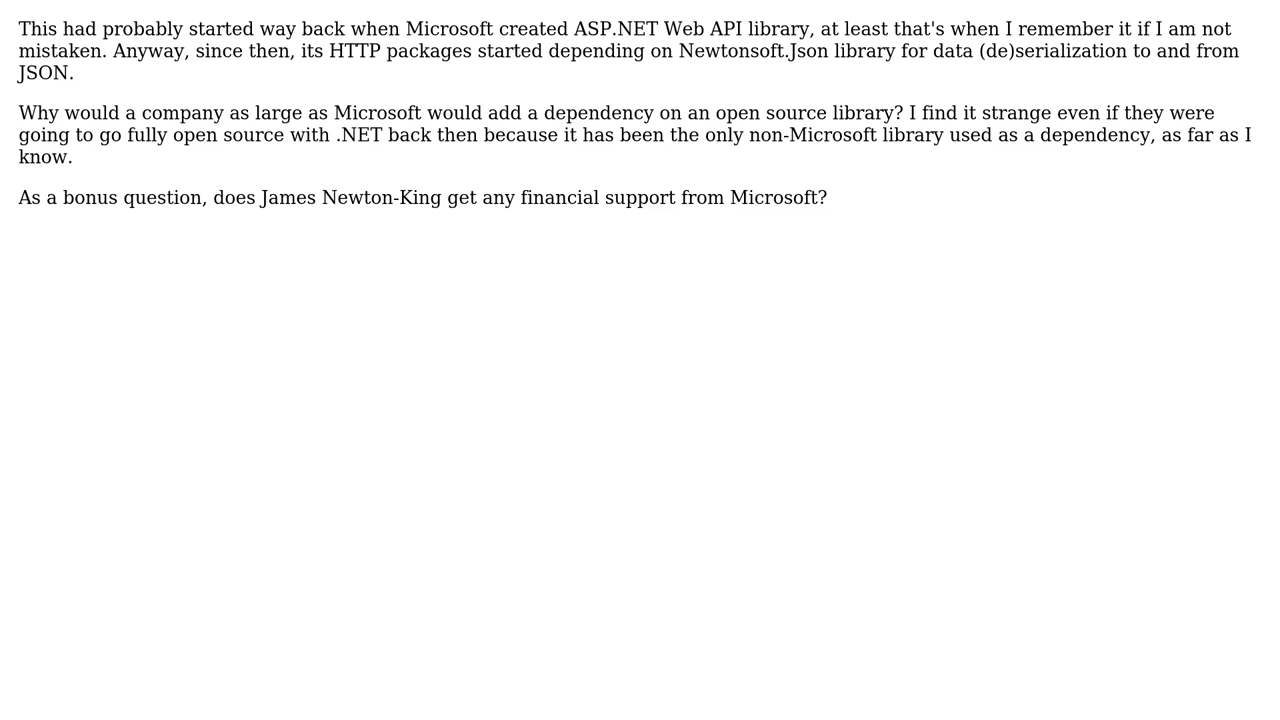 This had probably started way back when Microsoft created ASP.NET Web API library, at least that's when I remember it if I am not
mistaken. Anyway, since then, its HTTP packages started depending on Newtonsoft.Json library for data (de)serialization to and from
JSON.
Why would a company as large as Microsoft would add a dependency on an open source library? I find it strange even if they were
going to go fully open source with .NET back then because it has been the only non-Microsoft library used as a dependency, as far as I
know.
As a bonus question, does James Newton-King get any financial support from Microsoft?